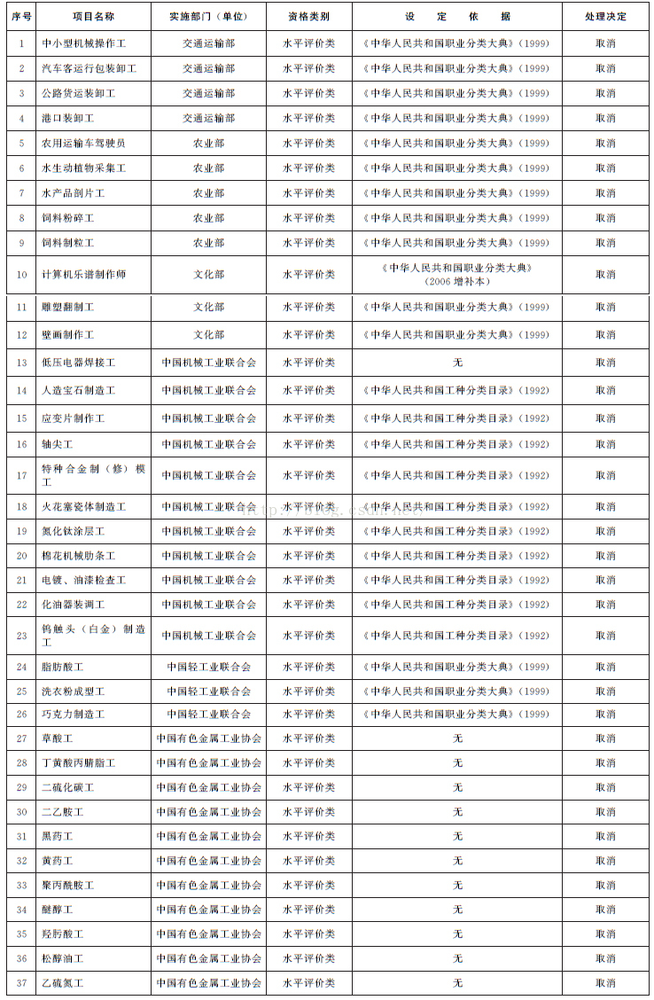 序号 项目名称 实施部门（单位） 资格类别 设 定 依 据 处理决定
1 中小型机械操作工 交通运输部 水平评价类 《中华人民共和国职业分类大典》（1999） 取消
2 汽车客运行包装卸工 交通运输部 水平评价类 《中华人民共和国职业分类大典》（1999） 取消
3 公路货运装卸工 交通运输部 水平评价类 《中华人民共和国职业分类大典》（1999） 取消
4 港口装卸工 交通运输部 水平评价类 《中华人民共和国职业分类大典》（1999） 取消
5 农用运输车驾驶员 农业部 水平评价类 《中华人民共和国职业分类大典》（1999） 取消
6 水生动植物采集工 农业部 水平评价类 《中华人民共和国职业分类大典》（1999） 取消
7 水产品剖片工 农业部 水平评价类 《中华人民共和国职业分类大典》（1999） 取消
8 饲料粉碎工 农业部 水平评价类 《中华人民共和国职业分类大典》（1999） 取消
9 饲料制粒工 农业部 水平评价类 《中华人民共和国职业分类大典》（1999） 取消
10 计算机乐谱制作师 文化部 水平评价类 《中华人民共和国职业分类大典》 取消
（2006 增补本）
11 雕塑翻制工 文化部 水平评价类 《中华人民共和国职业分类大典》（1999） 取消
12 壁画制作工 文化部 水平评价类 《中华人民共和国职业分类大典》（1999） 取消
13 低压电器焊接工 中国机械工业联合会 水平评价类 无 取消
14 人造宝石制造工 中国机械工业联合会 水平评价类 《中华人民共和国工种分类目录》（1992） 取消
15 应变片制作工 中国机械工业联合会 水平评价类 《中华人民共和国工种分类目录》（1992） 取消
16 轴尖工 中国机械工业联合会 水平评价类 《中华人民共和国工种分类目录》（1992） 取消
17 特种合金制（修）模 中国机械工业联合会 水平评价类 《中华人民共和国工种分类目录》（1992） 取消
工
18 火花塞瓷体制造工 中国机械工业联合会 水平评价类 《中华人民共和国工种分类目录》（1992） 取消
http://blog.csdn.net/
19 氮化钛涂层工 中国机械工业联合会 水平评价类 《中华人民共和国工种分类目录》（1992） 取消
20 棉花机械肋条工 中国机械工业联合会 水平评价类 《中华人民共和国工种分类目录》（1992） 取消
21 电镀、油漆检查工 中国机械工业联合会 水平评价类 《中华人民共和国工种分类目录》（1992） 取消
22 化油器装调工 中国机械工业联合会 水平评价类 《中华人民共和国工种分类目录》（1992） 取消
23 钨触头（白金）制造 中国机械工业联合会 水平评价类 《中华人民共和国工种分类目录》（1992） 取消
工
24 脂肪酸工 中国轻工业联合会 水平评价类 《中华人民共和国职业分类大典》（1999） 取消
25 洗衣粉成型工 中国轻工业联合会 水平评价类 《中华人民共和国职业分类大典》（1999） 取消
26 巧克力制造工 中国轻工业联合会 水平评价类 《中华人民共和国职业分类大典》（1999） 取消
27 草酸工 中国有色金属工业协会 水平评价类 无 取消
28 丁黄酸丙腈脂工 中国有色金属工业协会 水平评价类 无 取消
29 二硫化碳工 中国有色金属工业协会 水平评价类 无 取消
30 二乙胺工 中国有色金属工业协会 水平评价类 无 取消
31 黑药工 中国有色金属工业协会 水平评价类 无 取消
32 黄药工 中国有色金属工业协会 水平评价类 无 取消
33 聚丙酰胺工 中国有色金属工业协会 水平评价类 无 取消
34 醚醇工 中国有色金属工业协会 水平评价类 无 取消
35 羟肟酸工 中国有色金属工业协会 水平评价类 无 取消
36 松醇油工 中国有色金属工业协会 水平评价类 无 取消
37 乙硫氮工 中国有色金属工业协会 水平评价类 无 取消